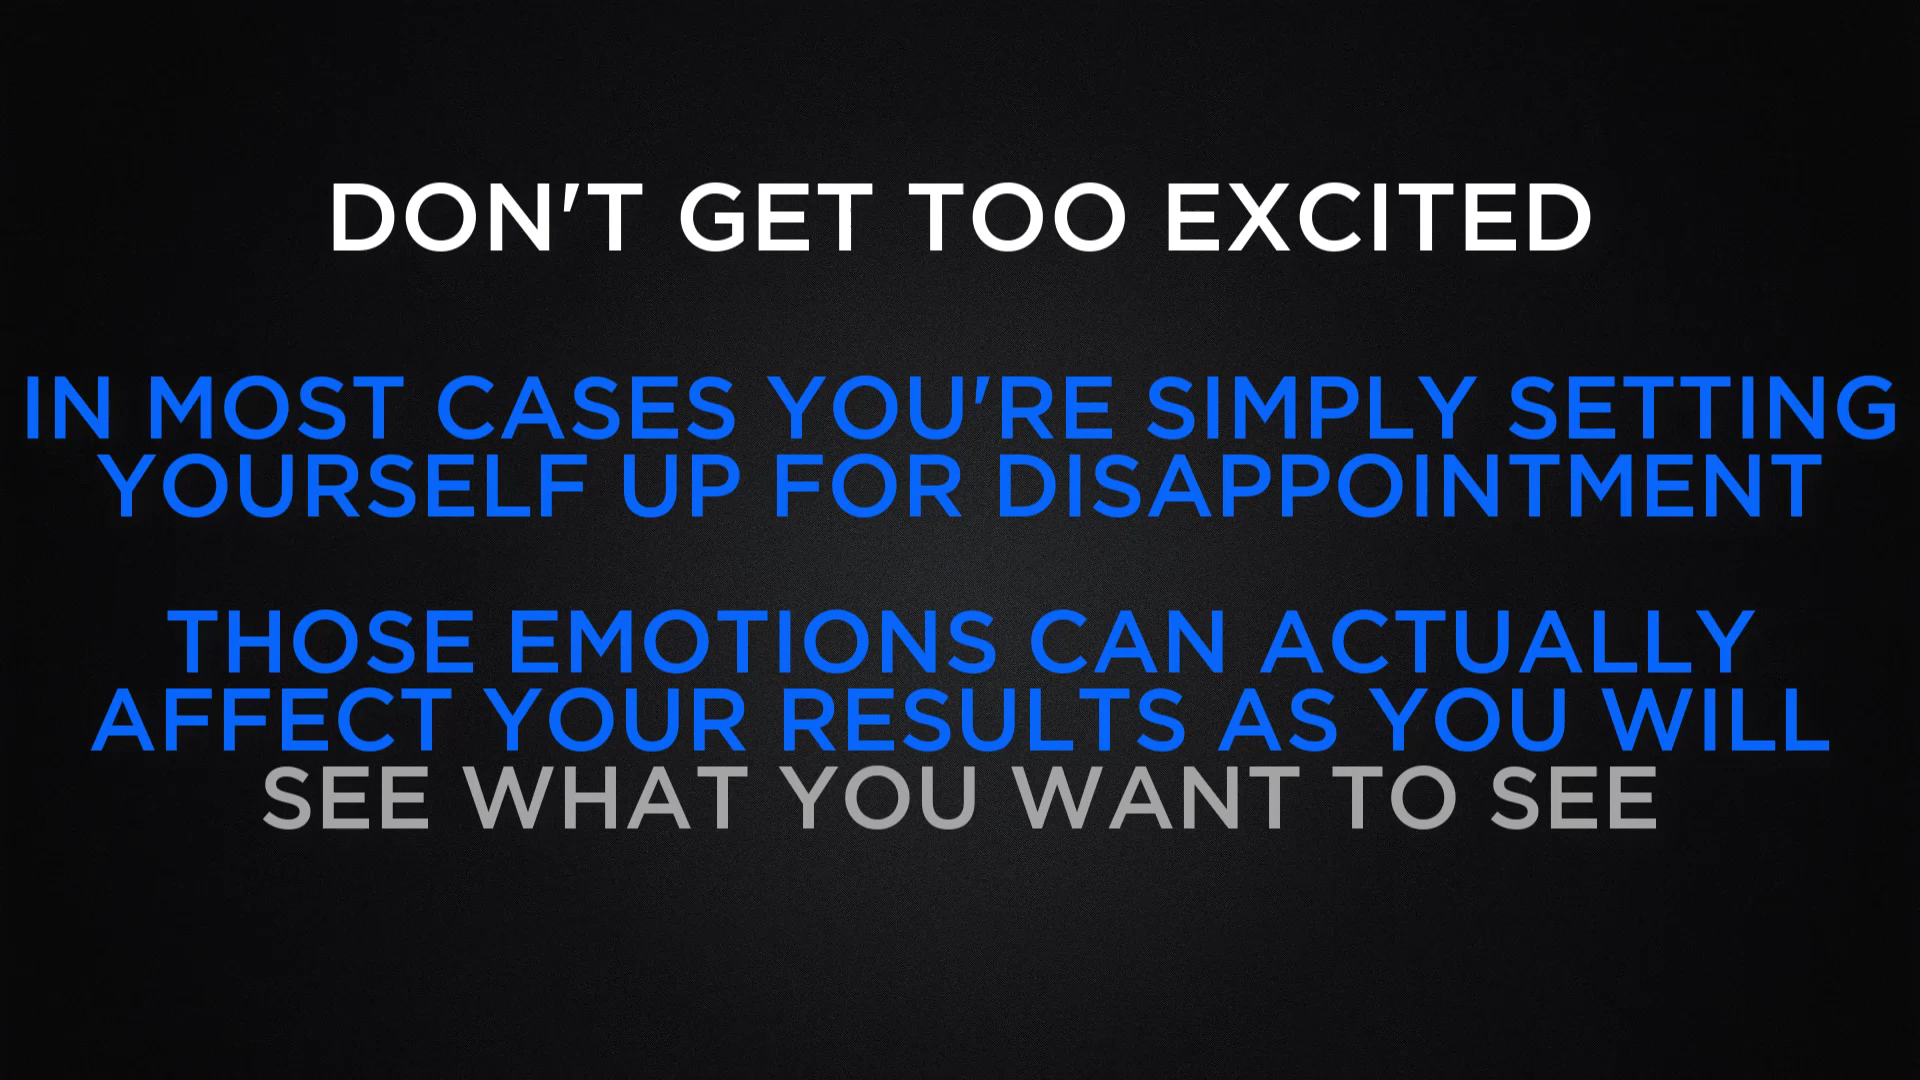 DON'T GET TOO EXCITED
IN MOST CASES YOU'RE SIMPLY SETTING
YOURSELF UP FOR DISAPPOINTMENT
THOSE EMOTIONS CAN ACTUALLY
AFFECT YOUR RESULTS AS YOU WILL
SEE WHAT YOU WANT TO SEE